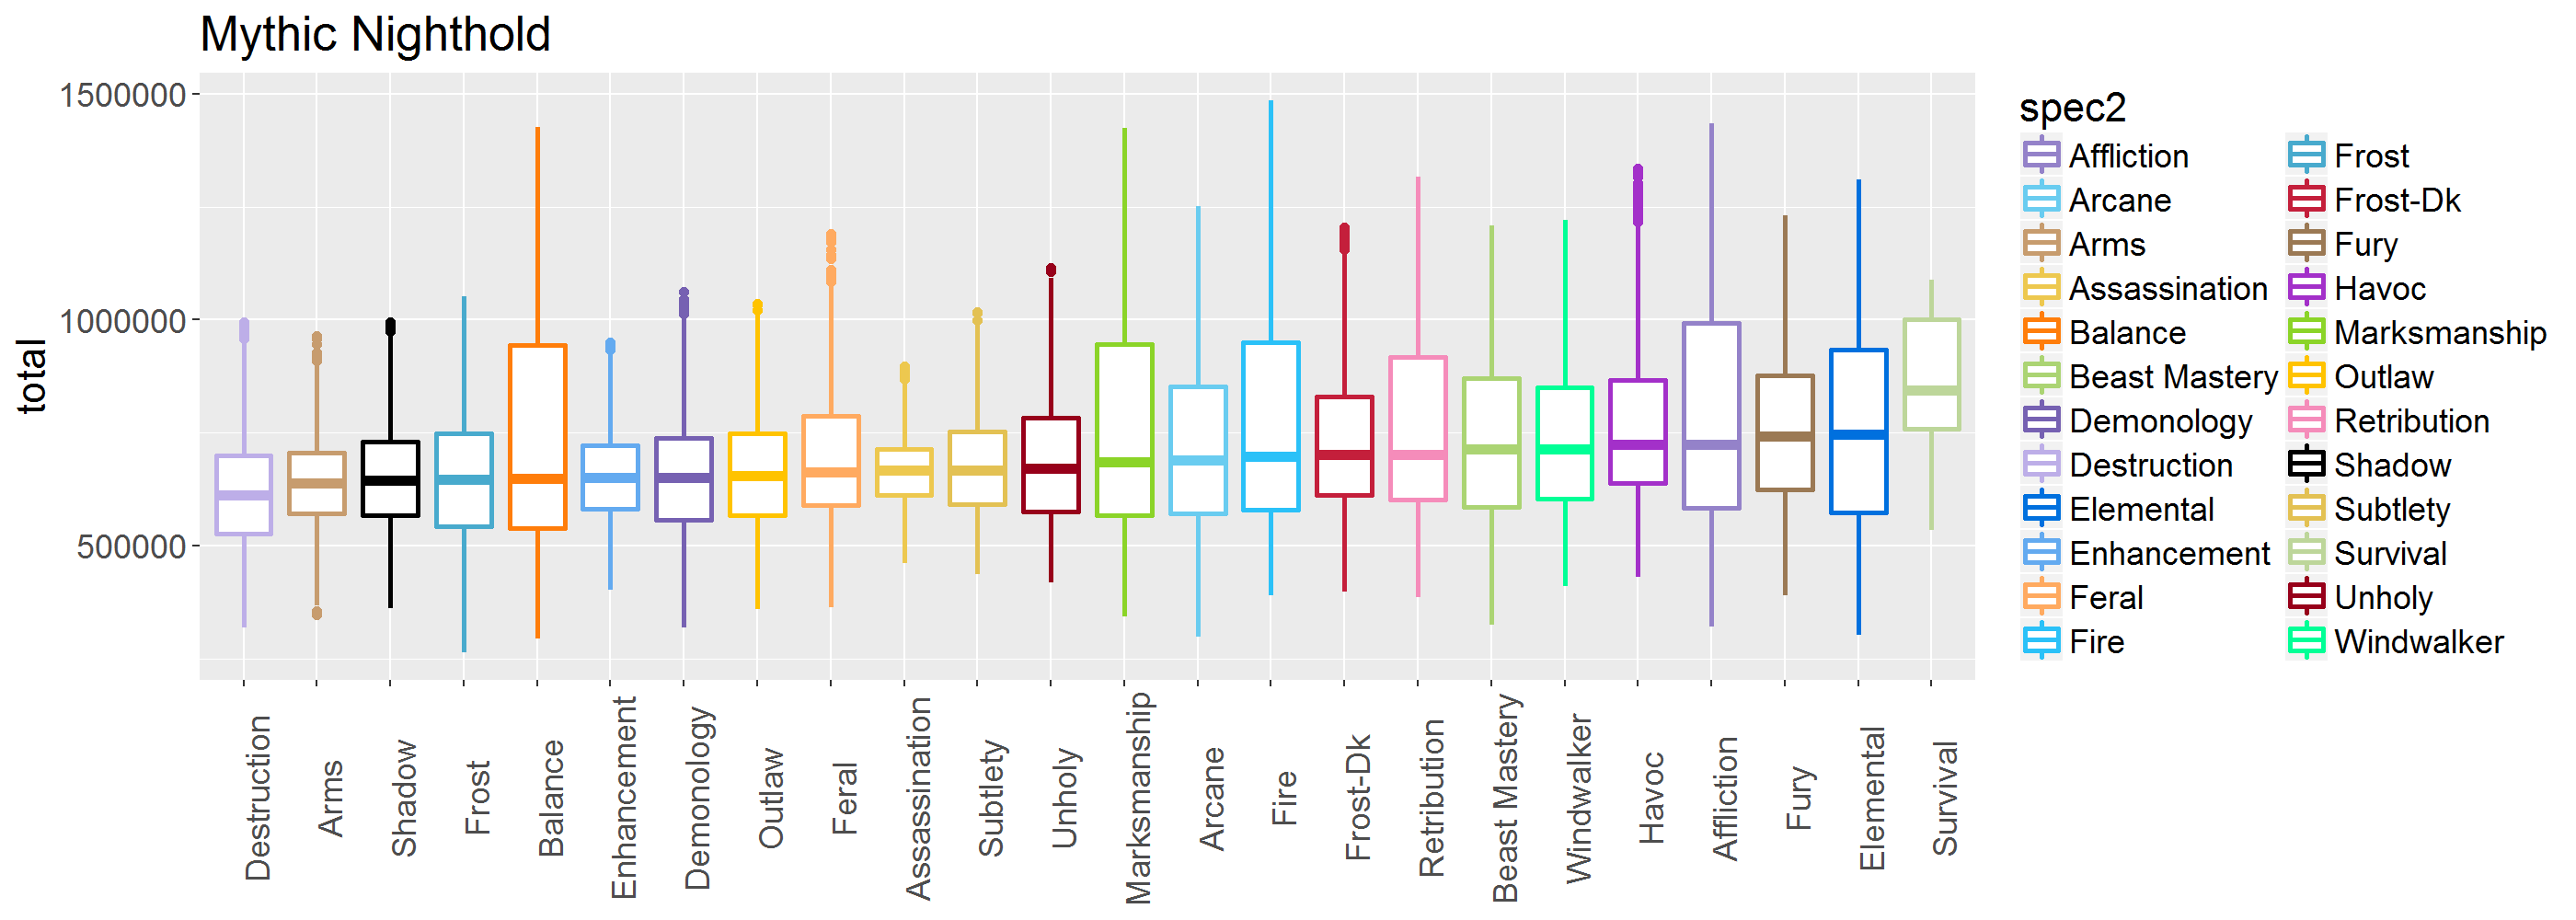 Mythic Nighthold
total
1500000
1000000
500000
Destruction
Arms
Shadow
Frost
Balance
Enhancement
Demonology
Outlaw
Feral
Assassination
Subtlety
Unholy
Marksmanship
Arcane
Fire
Frost-Dk
Retribution
Beast Mastery
Windwalker
Havoc
Affliction
Fury
Elemental
Survival
spec2
Affliction
Arcane
Arms
Assassination
Balance
Beast Mastery
Demonology
Destruction
Elemental
Enhancement
Feral
Fire
Frost
Frost-Dk
Fury
Havoc
Marksmanship
Outlaw
Retribution
Shadow
Subtlety
Survival
Unholy
Windwalker